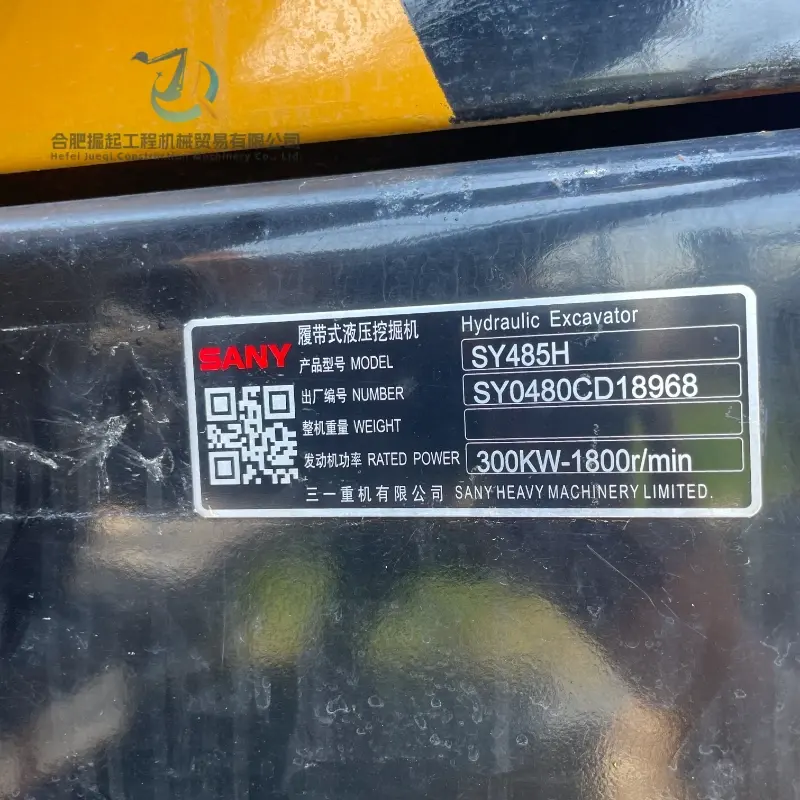 合肥掘起工程机械贸易有限公司
Hefei Jueqi Construction Machinery Co., Ltd
SANY
履带式液压挖掘机 Hydraulic Excavator
产品型号 MODEL SY485H
出厂编号 NUMBER SY0480CD18968
整机重量 WEIGHT
发动机功率 RATED POWER 300KW-1800r/min
三一重机有限公司 SANY HEAVY MACHINERY LIMITED.